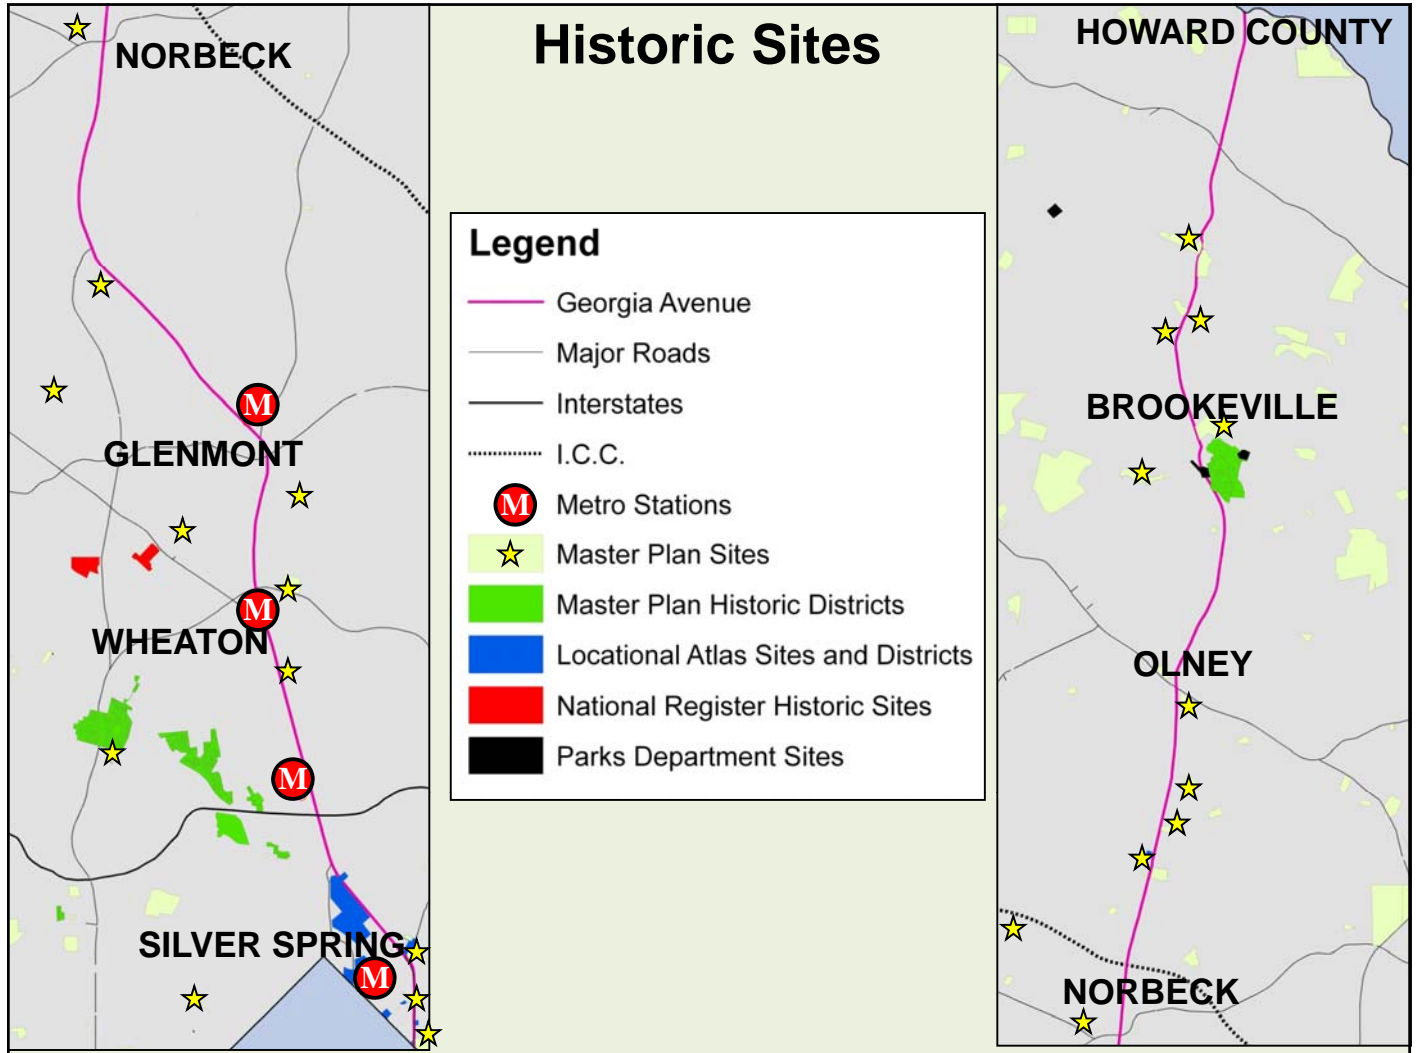 Historic Sites
NORBECK
M
GLENMONT
M
WHEATON
M
SILVER SPRING
M
Legend
Georgia Avenue
Major Roads
Interstates
I.C.C.
M Metro Stations
Master Plan Sites
Master Plan Historic Districts
Locational Atlas Sites and Districts
National Register Historic Sites
Parks Department Sites
HOWARD COUNTY
BROOKEVILLE
OLNEY
NORBECK